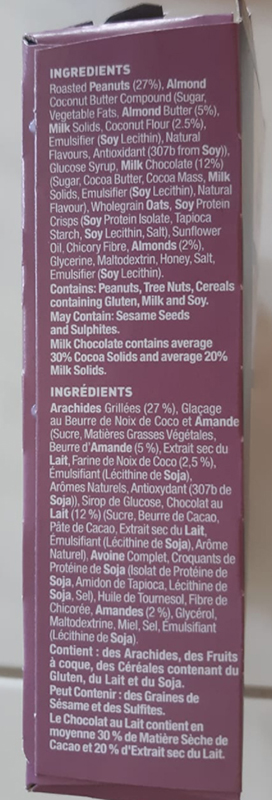 INGREDIENTS
Roasted Peanuts (27%), Almond
Coconut Butter Compound (Sugar,
Vegetable Fats, Almond Butter (5%),
Milk Solids, Coconut Flour (2.5%),
Emulsifier (Soy Lecithin), Natural
Flavours, Antioxidant (307b from Soy)),
Glucose Syrup, Milk Chocolate (12%)
(Sugar, Cocoa Butter, Cocoa Mass, Milk
Solids, Emulsifier (Soy Lecithin), Natural
Flavour), Wholegrain Oats, Soy Protein
Crisps (Soy Protein Isolate, Tapioca
Starch, Soy Lecithin, Salt), Sunflower
Oil, Chicory Fibre, Almonds (2%),
Glycerine, Maltodextrin, Honey, Salt,
Emulsifier (Soy Lecithin).
Contains: Peanuts, Tree Nuts, Cereals
containing Gluten, Milk and Soy.
May Contain: Sesame Seeds
and Sulphites.
Milk Chocolate contains average
30% Cocoa Solids and average 20%
Milk Solids.
INGRÉDIENTS
Arachides Grillées (27 %), Glaçage
au Beurre de Noix de Coco et Amande
(Sucre, Matières Grasses Végétales,
Beurre d'Amande (5 %), Extrait sec du
Lait, Farine de Noix de Coco (2,5 %),
Émulsifiant (Lécithine de Soja),
Arômes Naturels, Antioxydant (307b de
Soja)), Sirop de Glucose, Chocolat au
Lait (12 %) (Sucre, Beurre de Cacao,
Pâte de Cacao, Extrait sec du Lait,
Émulsifiant (Lécithine de Soja), Arôme
Naturel), Avoine Complet, Croquants de
Protéine de Soja (Isolat de Protéine de
Soja, Amidon de Tapioca, Lécithine de
Soja, Sel), Huile de Tournesol, Fibre de
Chicorée, Amandes (2 %), Glycérol,
Maltodextrine, Miel, Sel, Émulsifiant
(Lécithine de Soja).
Contient : des Arachides, des Fruits
à coque, des Céréales contenant du
Gluten, du Lait et du Soja.
Peut Contenir : des Graines de
Sésame et des Sulfites.
Le Chocolat au Lait contient en
moyenne 30 % de Matière Sèche de
Cacao et 20 % d'Extrait sec du Lait.